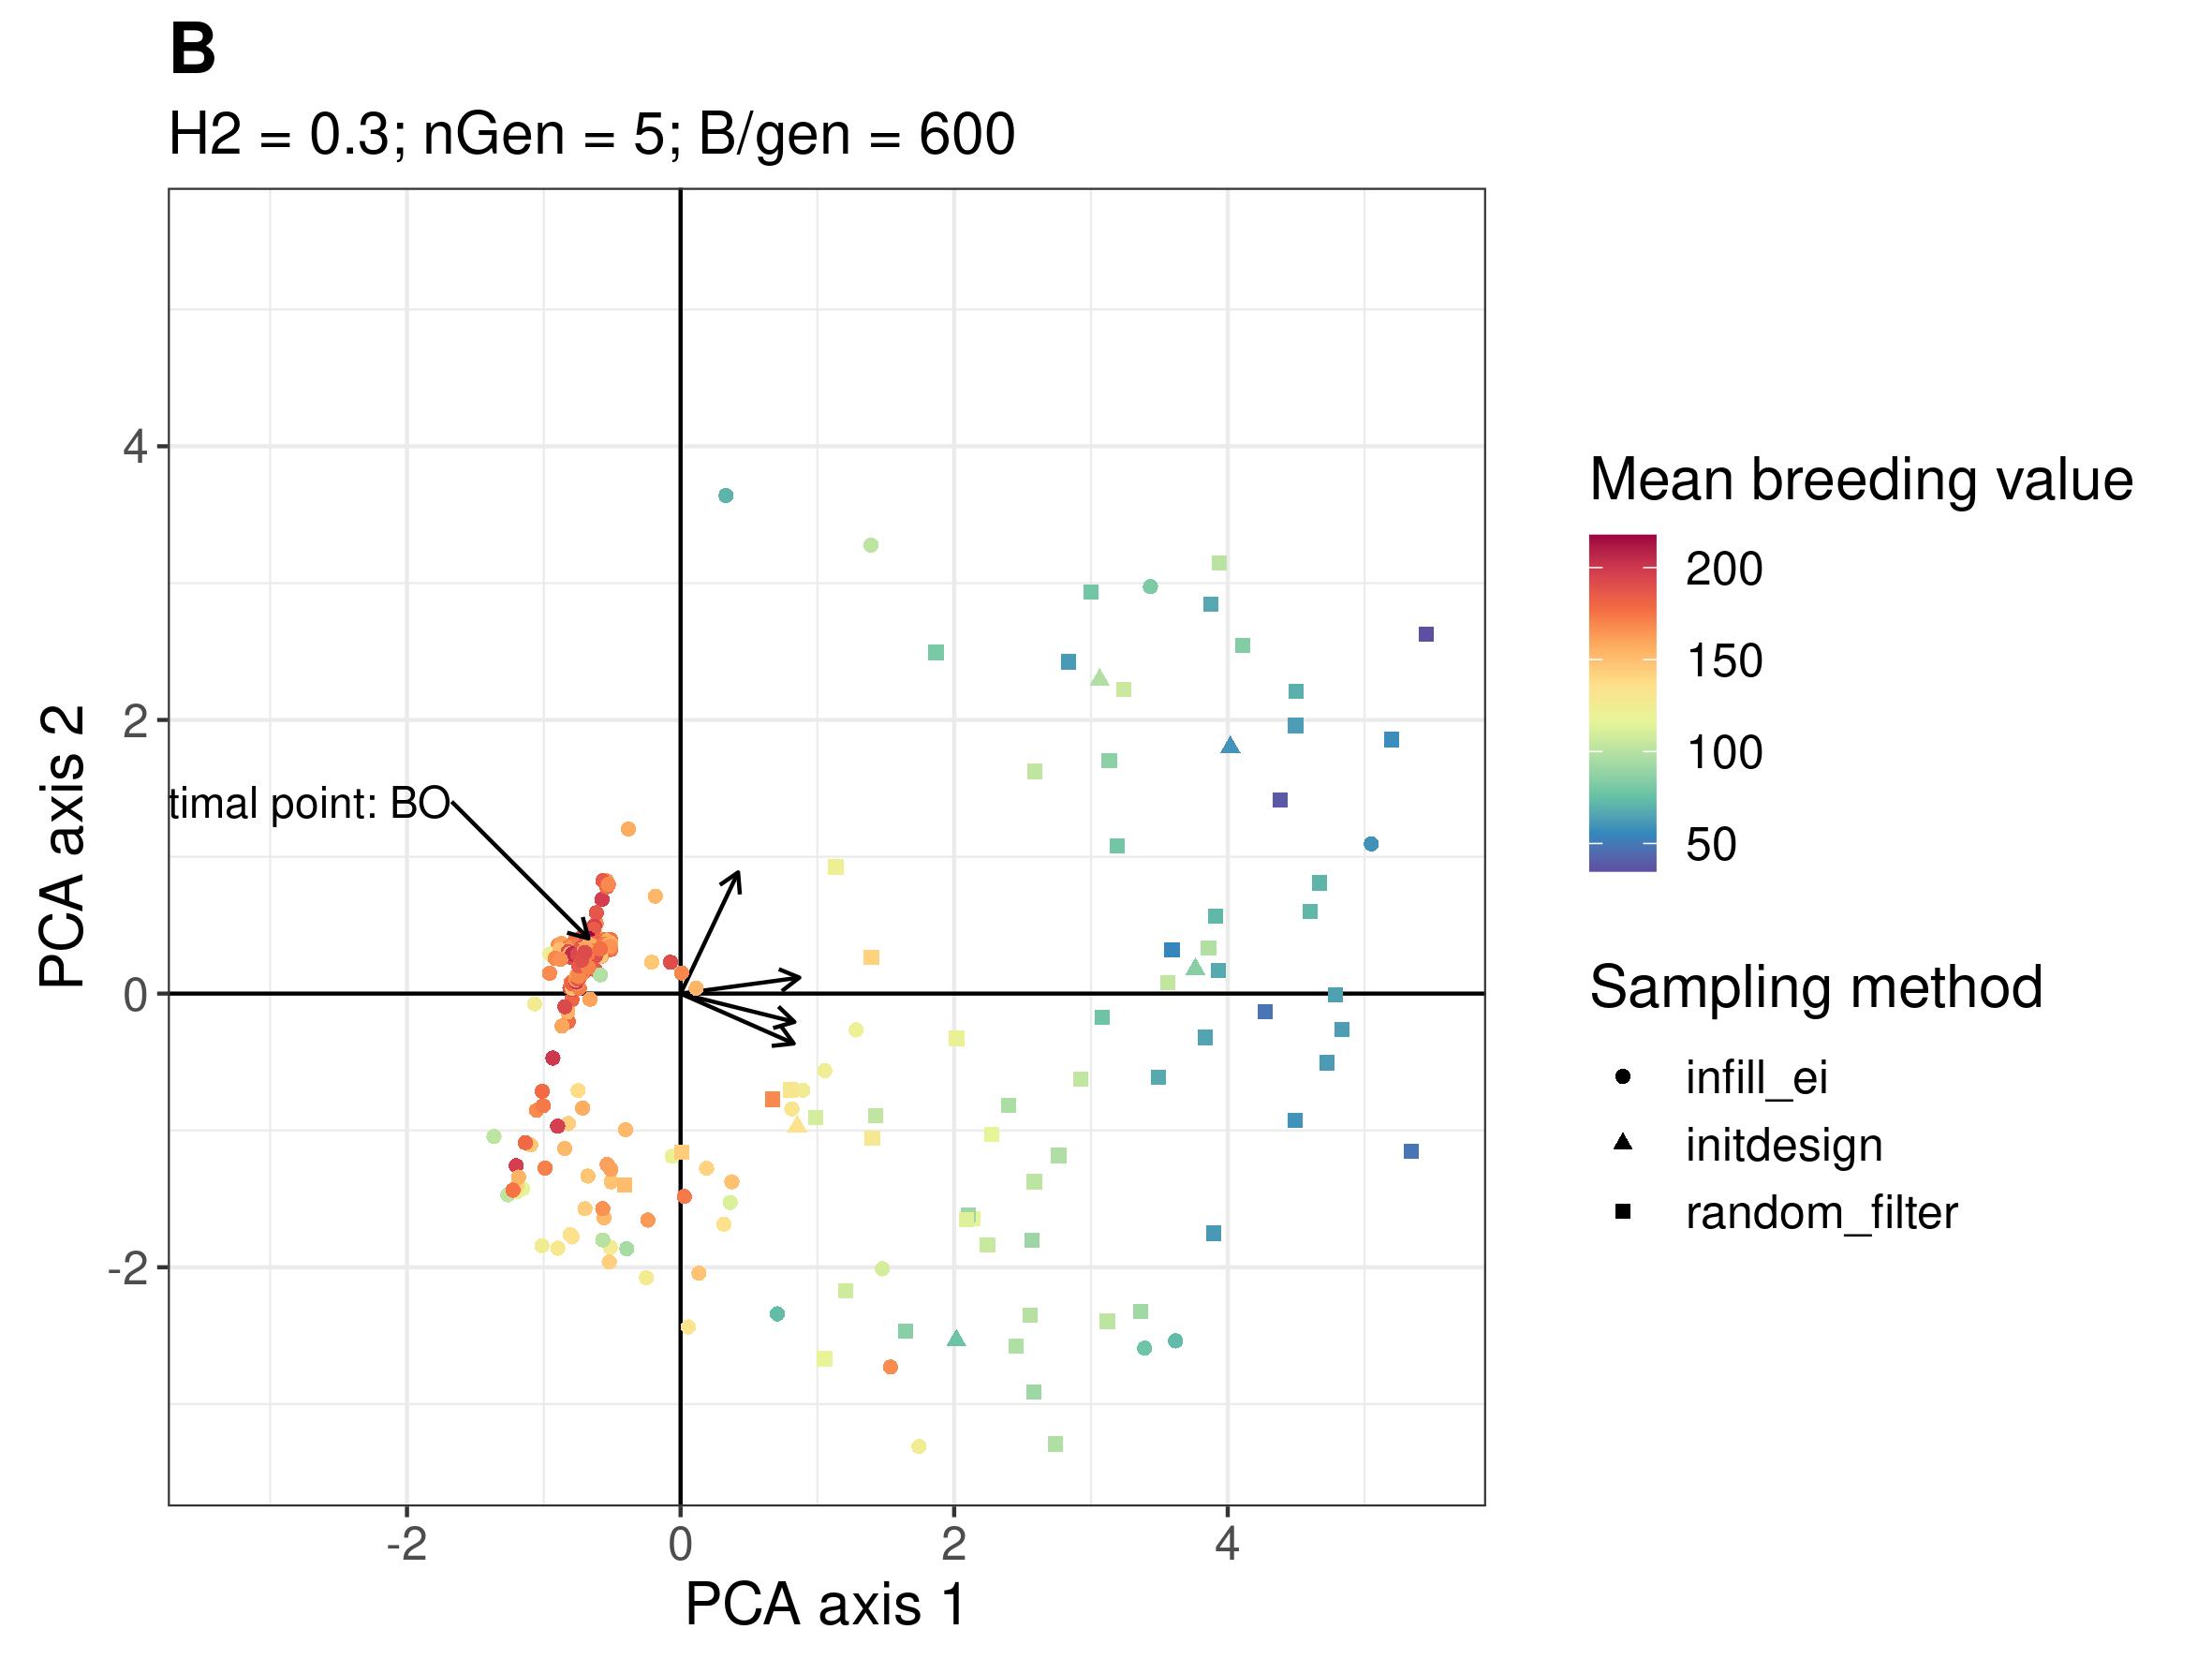 B
H2 = 0.3; nGen = 5; B/gen = 600
4
2
0
-2
PCA axis 2
timal point: BO
-2 0 2 4
PCA axis 1
Mean breeding value
200
150
100
50
Sampling method
infill_ei
initdesign
random_filter